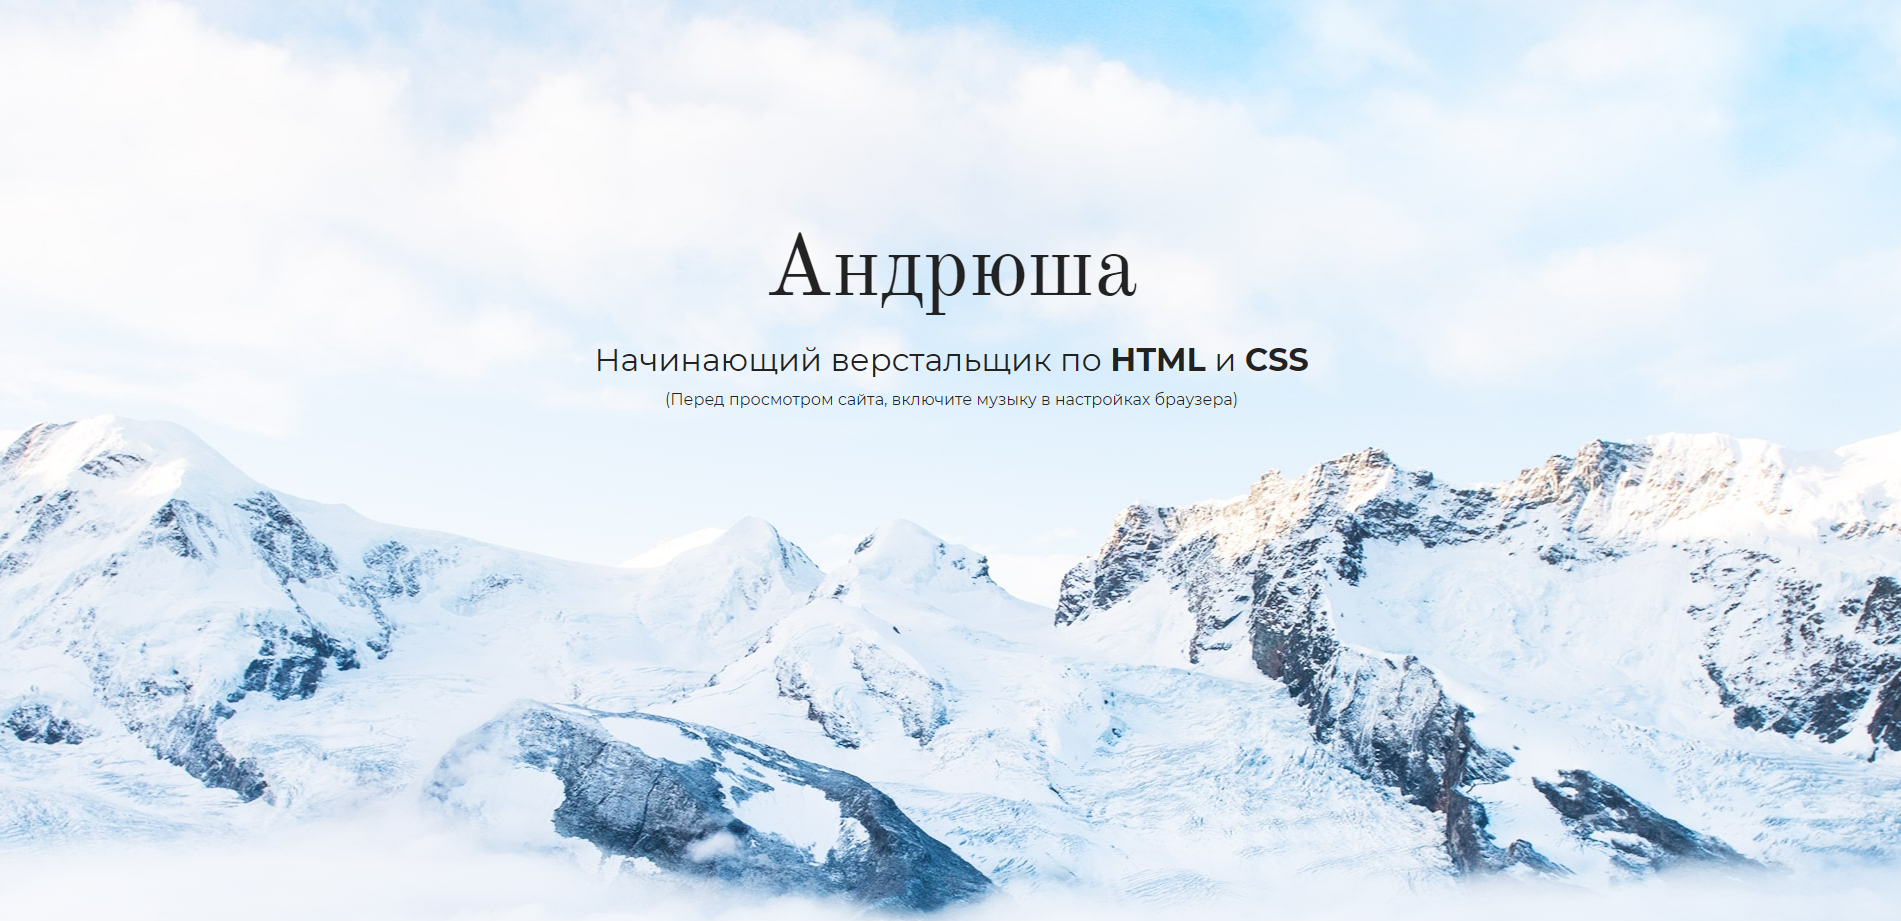 Андрюша
Начинающий верстальщик по HTML и CSS
(Перед просмотром сайта, включите музыку в настройках браузера)